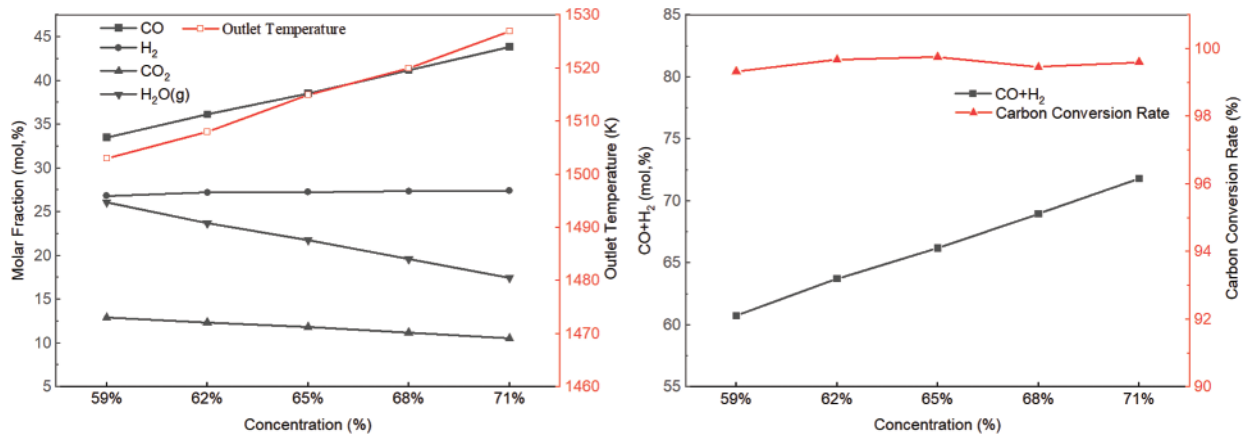 CO
H₂
CO₂
H₂O(g)
Outlet Temperature
Molar Fraction (mol,%)
45
40
35
30
25
20
15
10
5
1530
1520
1510
1500
1490
1480
1470
1460
Outlet Temperature (K)
59% 62% 65% 68% 71%
Concentration (%)
CO+H₂ (mol,%)
85
80
75
70
65
60
55
CO+H₂
Carbon Conversion Rate
100
98
96
94
92
90
Carbon Conversion Rate (%)
59% 62% 65% 68% 71%
Concentration (%)